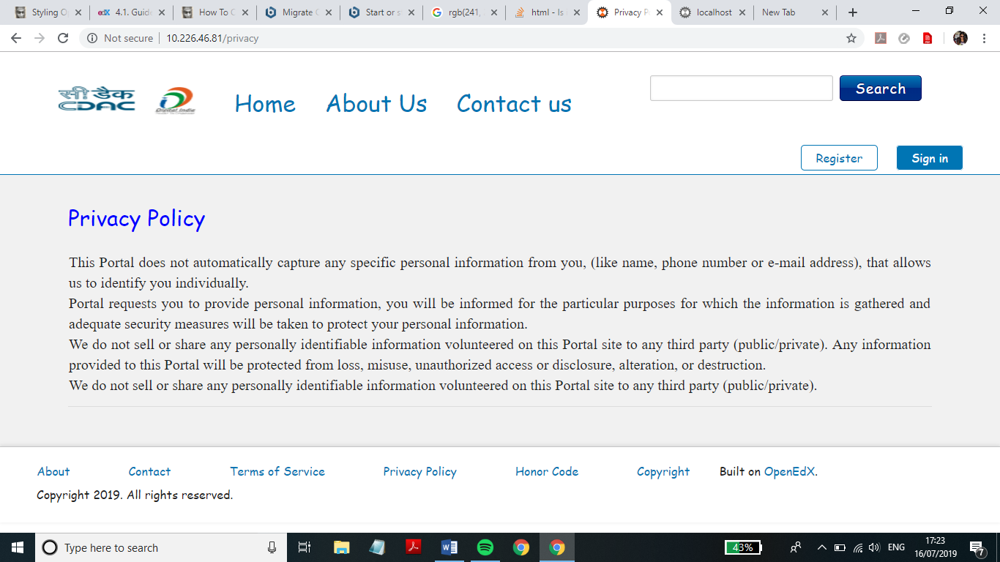 Styling Op
4.1. Guide
How To C
Migrate C
Start or s
rgb(241, 
html - Is
Privacy P
localhost
New Tab
Not secure
10.226.46.81/privacy
सी डैक
CDAC
Digital India
Home
About Us
Contact us
Search
Register
Sign in
Privacy Policy
This Portal does not automatically capture any specific personal information from you, (like name, phone number or e-mail address), that allows
us to identify you individually.
Portal requests you to provide personal information, you will be informed for the particular purposes for which the information is gathered and
adequate security measures will be taken to protect your personal information.
We do not sell or share any personally identifiable information volunteered on this Portal site to any third party (public/private). Any information
provided to this Portal will be protected from loss, misuse, unauthorized access or disclosure, alteration, or destruction.
We do not sell or share any personally identifiable information volunteered on this Portal site to any third party (public/private).
About
Contact
Terms of Service
Privacy Policy
Honor Code
Copyright
Built on OpenEdX.
Copyright 2019. All rights reserved.
Type here to search
43%
ENG
17:23
16/07/2019
7